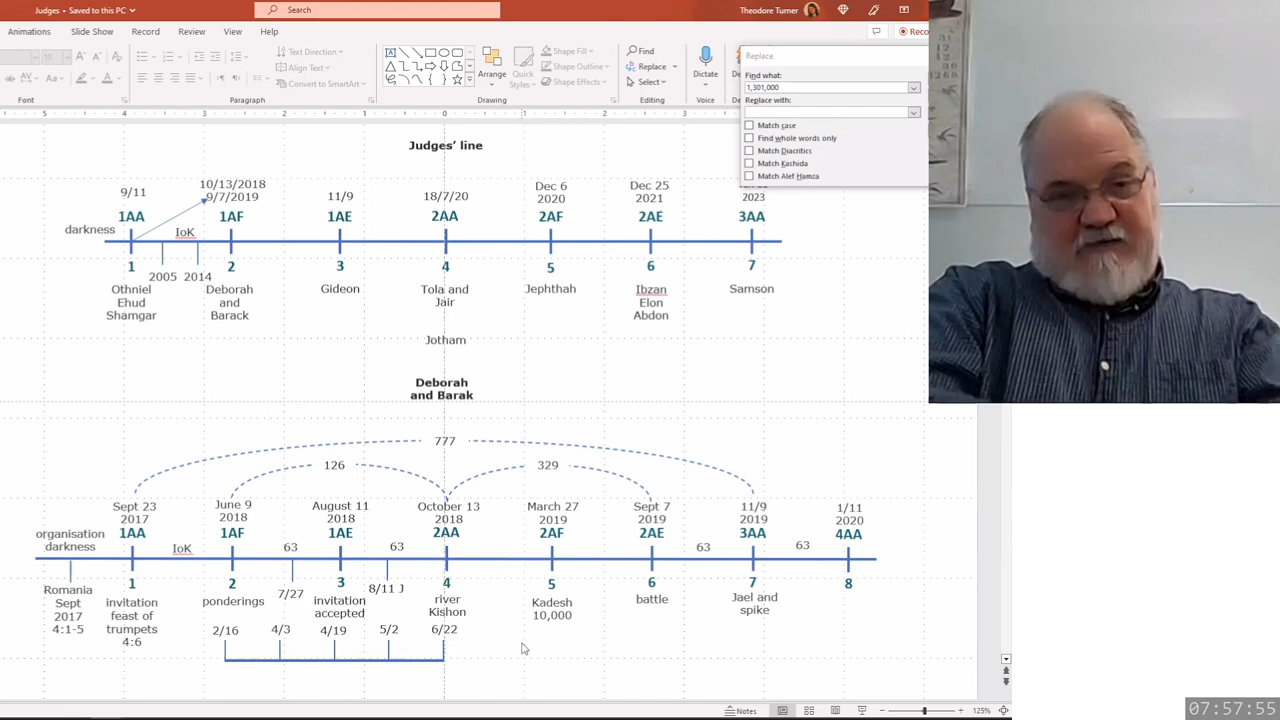 Judges - Saved to this PC
Search
Theodore Turner
Animations
Slide Show
Record
Review
View
Help
Reco
Text Direction
Align Text
Convert to SmartArt
Arrange
Quick
Styles
Shape Fill
Shape Outline
Shape Effects
Find
Replace
Select
Dictate
Font
Paragraph
Drawing
Editing
Voice
Replace
Find what:
1,301,000
Replace with:
Match case
Find whole words only
Match Diacritics
Match Kashida
Match Alef Hamza
4 3 2 1 0 1 2 3
Judges' line
9/11
10/13/2018
9/7/2019
11/9
18/7/20
Dec 6
2020
Dec 25
2021
2023
1AA 1AF 1AE 2AA 2AF 2AE 3AA
darkness
IoK
1 2 3 4 5 6 7
2005 2014
Othniel
Ehud
Shamgar
Deborah
and
Barack
Gideon
Tola and
Jair
Jephthah
Ibzan
Elon
Abdon
Samson
Jotham
Deborah
and Barak
777
126
329
Sept 23
2017
June 9
2018
August 11
2018
October 13
2018
March 27
2019
Sept 7
2019
11/9
2019
1/11
2020
1AA 1AF 1AE 2AA 2AF 2AE 3AA 4AA
organisation
darkness
IoK
63
63
63
63
1 2 3 4 5 6 7 8
7/27
8/11 J
Romania
Sept
2017
4:1-5
invitation
feast of
trumpets
4:6
ponderings
invitation
accepted
river
Kishon
Kadesh
10,000
battle
Jael and
spike
2/16 4/3 4/19 5/2 6/22
Notes
125%
07:57:55